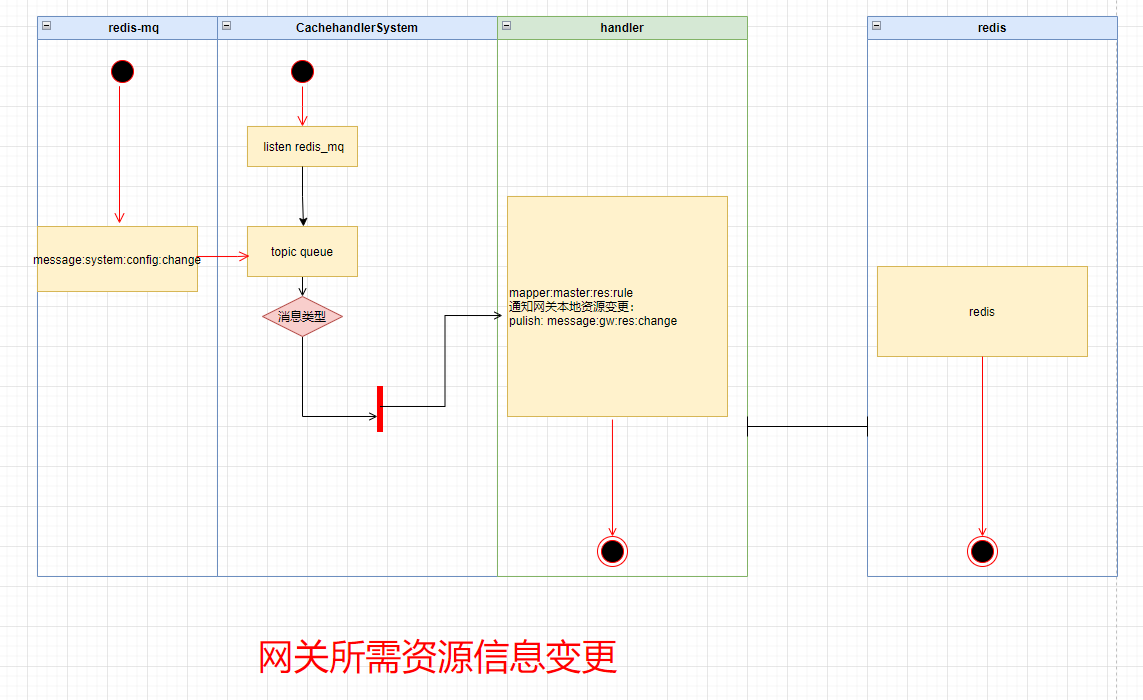 redis-mq
CachehandlerSystem
handler
redis
listen redis_mq
message:system:config:change
topic queue
消息类型
mapper:master:res:rule
通知网关本地资源变更：
pulish: message:gw:res:change
redis
网关所需资源信息变更